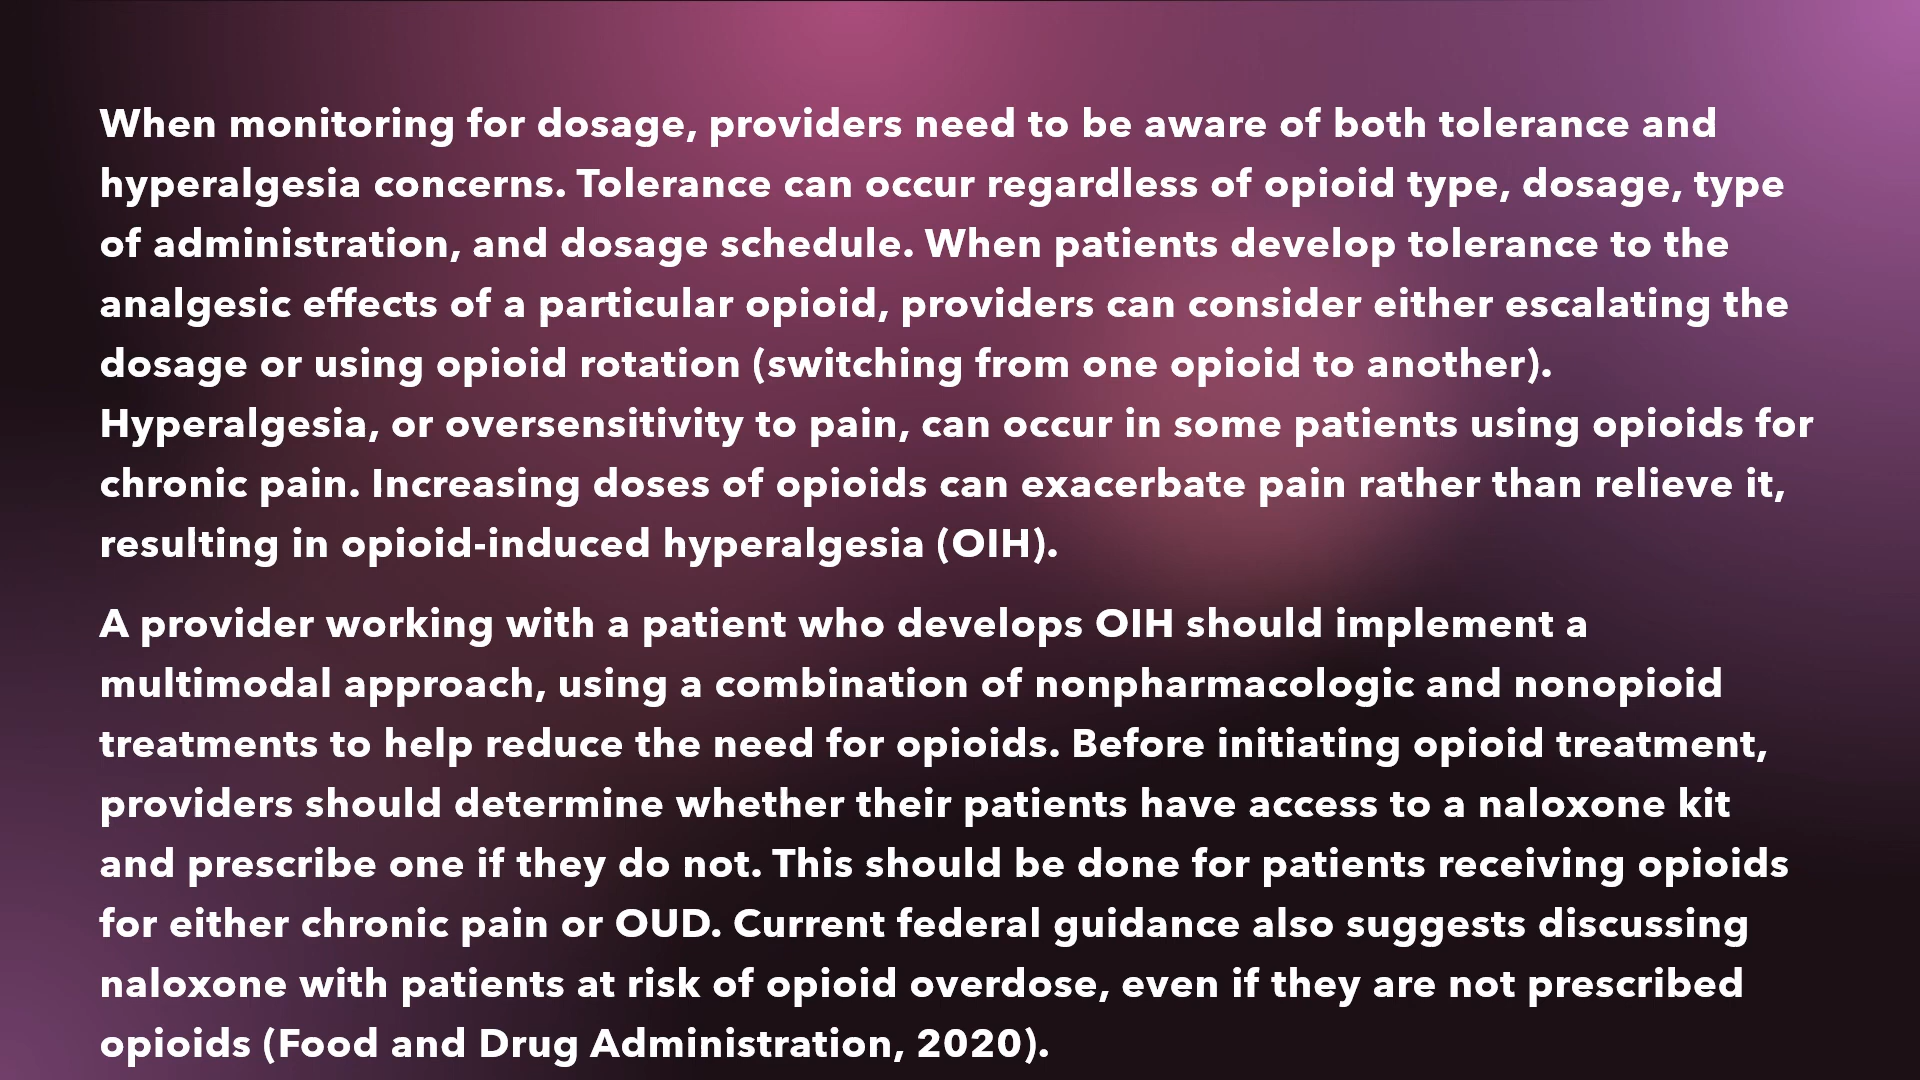 When monitoring for dosage, providers need to be aware of both tolerance and
hyperalgesia concerns. Tolerance can occur regardless of opioid type, dosage, type
of administration, and dosage schedule. When patients develop tolerance to the
analgesic effects of a particular opioid, providers can consider either escalating the
dosage or using opioid rotation (switching from one opioid to another).
Hyperalgesia, or oversensitivity to pain, can occur in some patients using opioids for
chronic pain. Increasing doses of opioids can exacerbate pain rather than relieve it,
resulting in opioid-induced hyperalgesia (OIH).
A provider working with a patient who develops OIH should implement a
multimodal approach, using a combination of nonpharmacologic and nonopioid
treatments to help reduce the need for opioids. Before initiating opioid treatment,
providers should determine whether their patients have access to a naloxone kit
and prescribe one if they do not. This should be done for patients receiving opioids
for either chronic pain or OUD. Current federal guidance also suggests discussing
naloxone with patients at risk of opioid overdose, even if they are not prescribed
opioids (Food and Drug Administration, 2020).